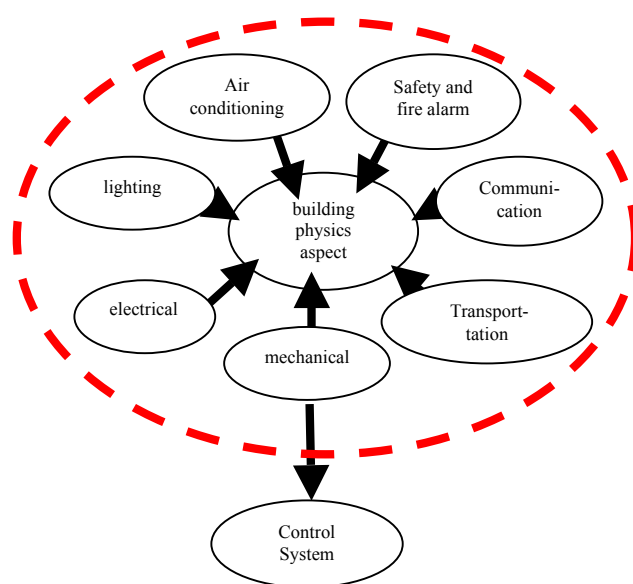 Air
conditioning
Safety and
fire alarm
lighting
building
physics
aspect
Communi-
cation
electrical
Transport-
tation
mechanical
Control
System